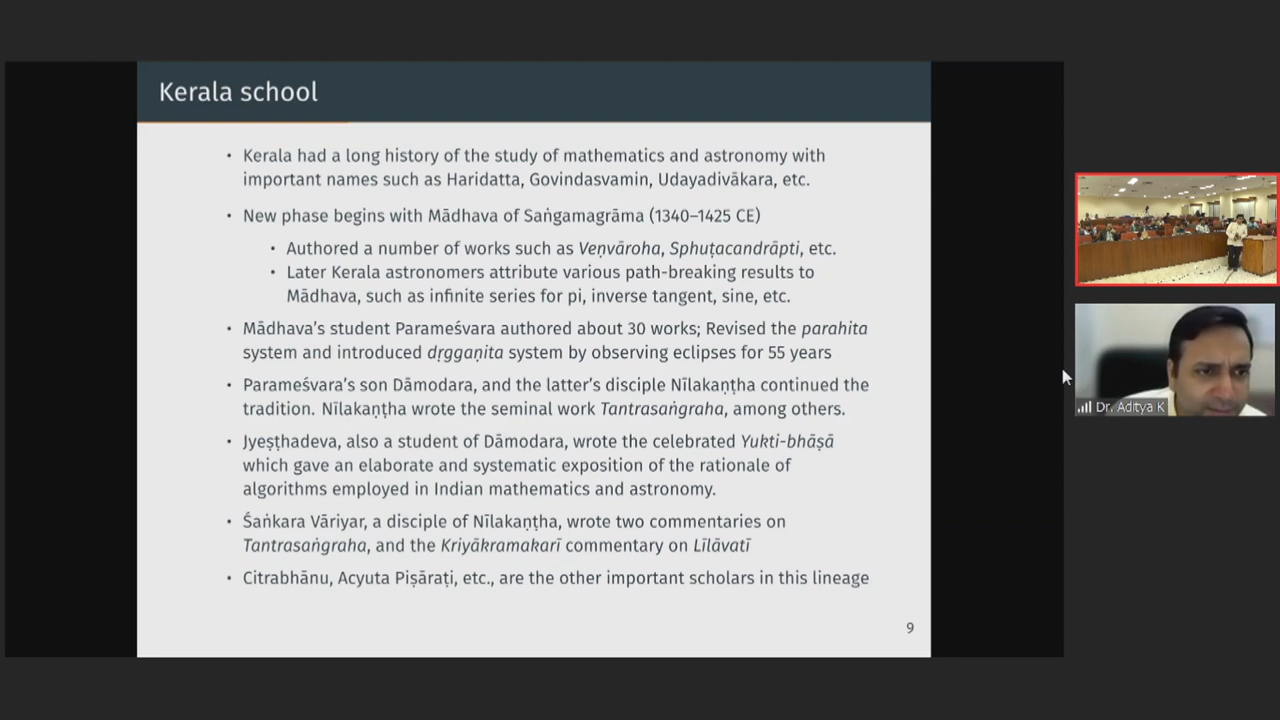 Kerala school
• Kerala had a long history of the study of mathematics and astronomy with
important names such as Haridatta, Govindasvamin, Udayadivākara, etc.
• New phase begins with Mādhava of Saṅgamagrāma (1340–1425 CE)
• Authored a number of works such as Veṇvāroha, Sphuṭacandrāpti, etc.
• Later Kerala astronomers attribute various path-breaking results to
Mādhava, such as infinite series for pi, inverse tangent, sine, etc.
• Mādhava’s student Parameśvara authored about 30 works; Revised the parahita
system and introduced dṛggaṇita system by observing eclipses for 55 years
• Parameśvara’s son Dāmodara, and the latter’s disciple Nīlakaṇṭha continued the
tradition. Nīlakaṇṭha wrote the seminal work Tantrasaṅgraha, among others.
• Jyeṣṭhadeva, also a student of Dāmodara, wrote the celebrated Yukti-bhāṣā
which gave an elaborate and systematic exposition of the rationale of
algorithms employed in Indian mathematics and astronomy.
• Śaṅkara Vāriyar, a disciple of Nīlakaṇṭha, wrote two commentaries on
Tantrasaṅgraha, and the Kriyākramakarī commentary on Līlāvatī
• Citrabhānu, Acyuta Piṣāraṭi, etc., are the other important scholars in this lineage
9
Dr. Aditya K